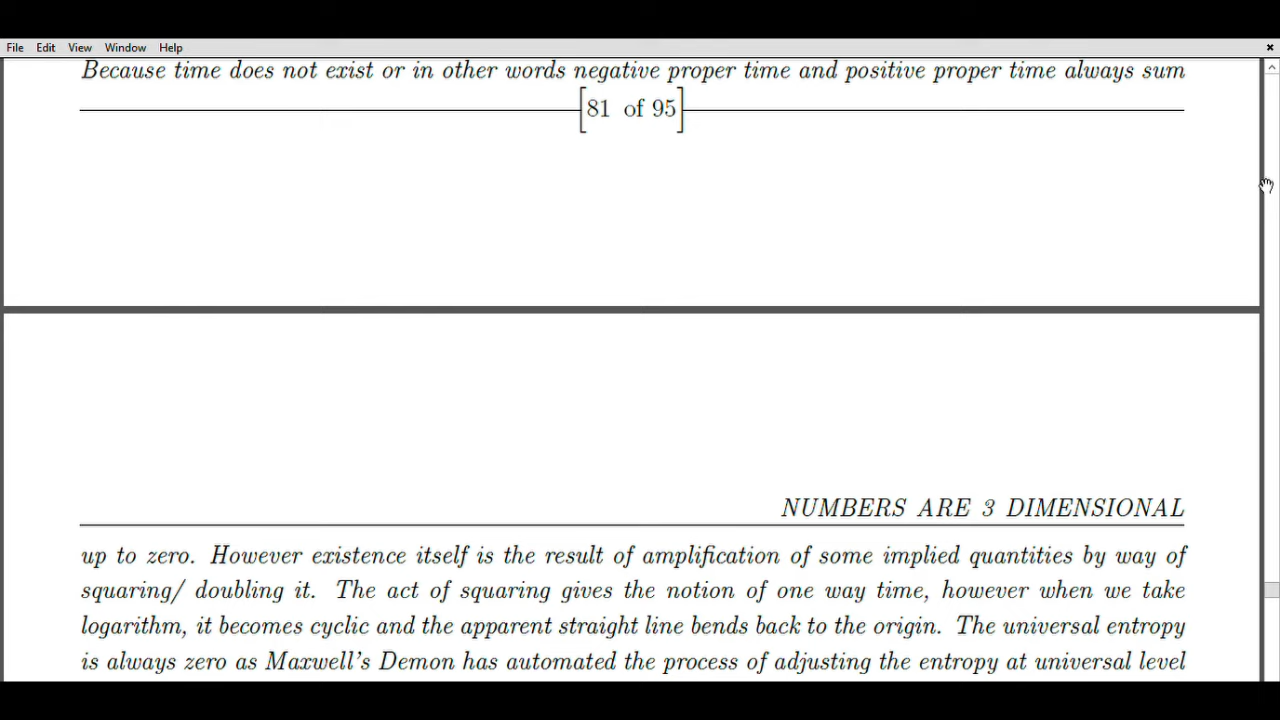 File Edit View Window Help
Because time does not exist or in other words negative proper time and positive proper time always sum
[81 of 95]
NUMBERS ARE 3 DIMENSIONAL
up to zero. However existence itself is the result of amplification of some implied quantities by way of
squaring/ doubling it. The act of squaring gives the notion of one way time, however when we take
logarithm, it becomes cyclic and the apparent straight line bends back to the origin. The universal entropy
is always zero as Maxwell's Demon has automated the process of adjusting the entropy at universal level